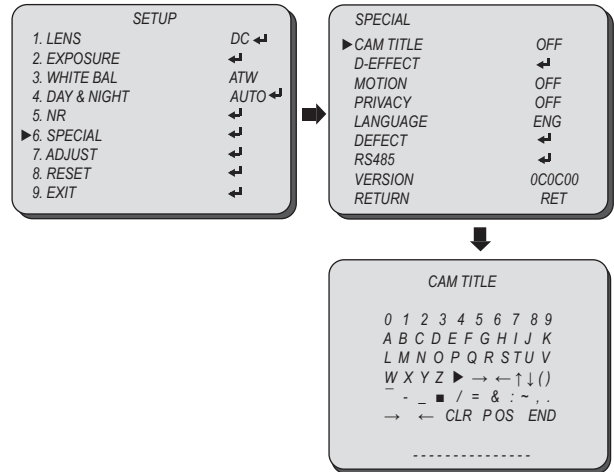 SETUP
1. LENS DC ↵
2. EXPOSURE ↵
3. WHITE BAL ATW
4. DAY & NIGHT AUTO ↵
5. NR ↵
▶6. SPECIAL ↵
7. ADJUST ↵
8. RESET ↵
9. EXIT ↵
SPECIAL
▶CAM TITLE OFF
D-EFFECT ↵
MOTION OFF
PRIVACY OFF
LANGUAGE ENG
DEFECT ↵
RS485 ↵
VERSION 0C0C00
RETURN RET
CAM TITLE
0 1 2 3 4 5 6 7 8 9
A B C D E F G H I J K
L M N O P Q R S T U V
W X Y Z ▶ → ← ↑ ↓ ( )
¯ - _ ■ / = & : ~ , .
→ ← CLR POS END
- - - - - - - - - - - - - - -